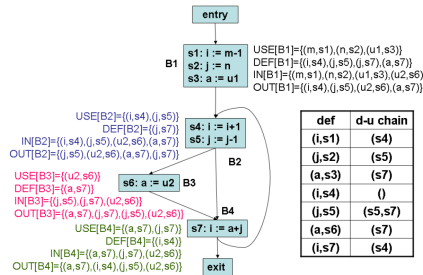 entry
s1: i := m-1
s2: j := n
s3: a := u1
B1
USE[B1]={(m,s1),(n,s2),(u1,s3)}
DEF[B1]={(i,s4),(j,s5),(j,s7),(a,s7)}
IN[B1]={(m,s1),(n,s2),(u1,s3),(u2,s6)}
OUT[B1]={(i,s4),(j,s5),(u2,s6),(a,s7)}
USE[B2]={(i,s4),(j,s5)}
DEF[B2]={(j,s7)}
IN[B2]={(i,s4),(j,s5),(u2,s6),(a,s7)}
OUT[B2]={(j,s5),(u2,s6),(a,s7),(j,s7)}
s4: i := i+1
s5: j := j-1
B2
USE[B3]={(u2,s6)}
DEF[B3]={(a,s7)}
IN[B3]={(j,s5),(j,s7),(u2,s6)}
OUT[B3]={(a,s7),(j,s7),(j,s5),(u2,s6)}
s6: a := u2
B3
B4
USE[B4]={(a,s7),(j,s7)}
DEF[B4]={(i,s4)}
IN[B4]={(a,s7),(j,s7),(j,s5),(u2,s6)}
OUT[B4]={(a,s7),(i,s4),(j,s5),(u2,s6)}
s7: i := a+j
exit
def d-u chain
(i,s1) (s4)
(j,s2) (s5)
(a,s3) (s7)
(i,s4) ()
(j,s5) (s5,s7)
(a,s6) (s7)
(i,s7) (s4)